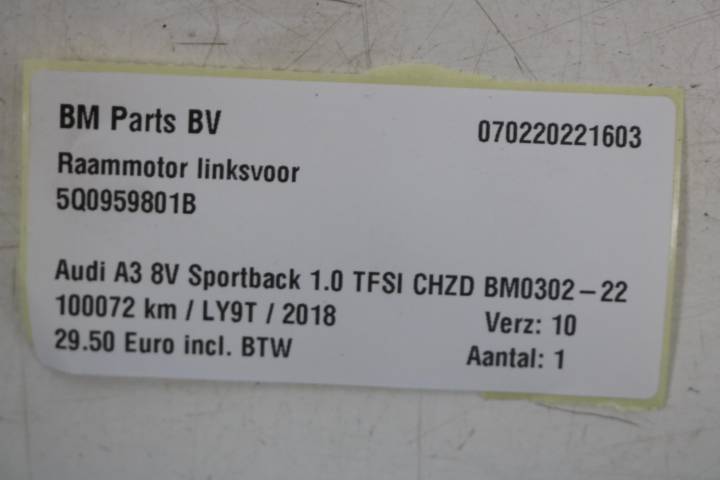 BM Parts BV 070220221603
Raammotor linksvoor
5Q0959801B
Audi A3 8V Sportback 1.0 TFSI CHZD BM0302-22
100072 km / LY9T / 2018 Verz: 10
29.50 Euro incl. BTW Aantal: 1